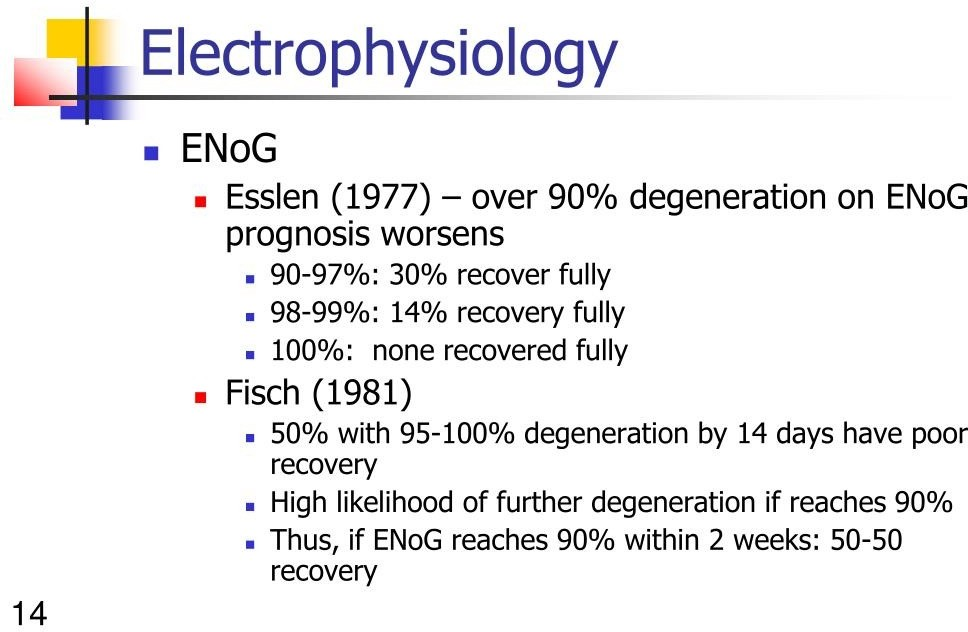 Electrophysiology
ENoG
Esslen (1977) – over 90% degeneration on ENoG
prognosis worsens
90-97%: 30% recover fully
98-99%: 14% recovery fully
100%:  none recovered fully
Fisch (1981)
50% with 95-100% degeneration by 14 days have poor
recovery
High likelihood of further degeneration if reaches 90%
Thus, if ENoG reaches 90% within 2 weeks: 50-50
recovery
14